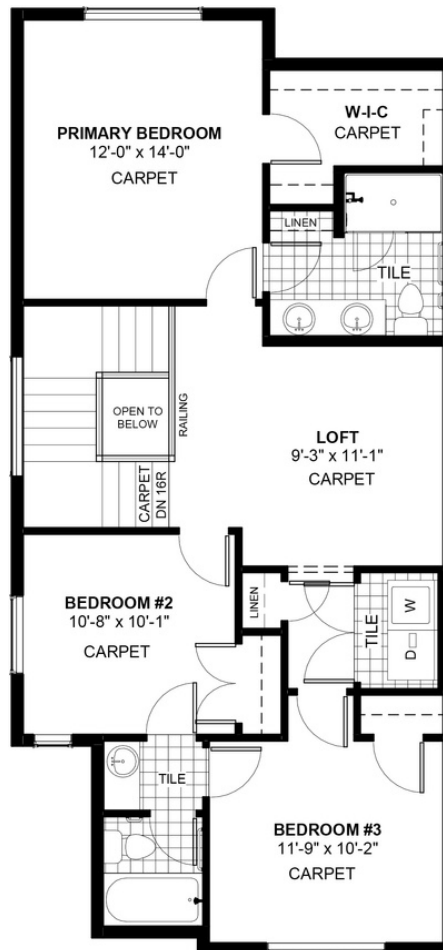 PRIMARY BEDROOM
12'-0" x 14'-0"
CARPET
W-I-C
CARPET
LINEN
TILE
OPEN TO
BELOW
RAILING
CARPET
DN 16R
LOFT
9'-3" x 11'-1"
CARPET
BEDROOM #2
10'-8" x 10'-1"
CARPET
LINEN
TILE
W
D
TILE
BEDROOM #3
11'-9" x 10'-2"
CARPET